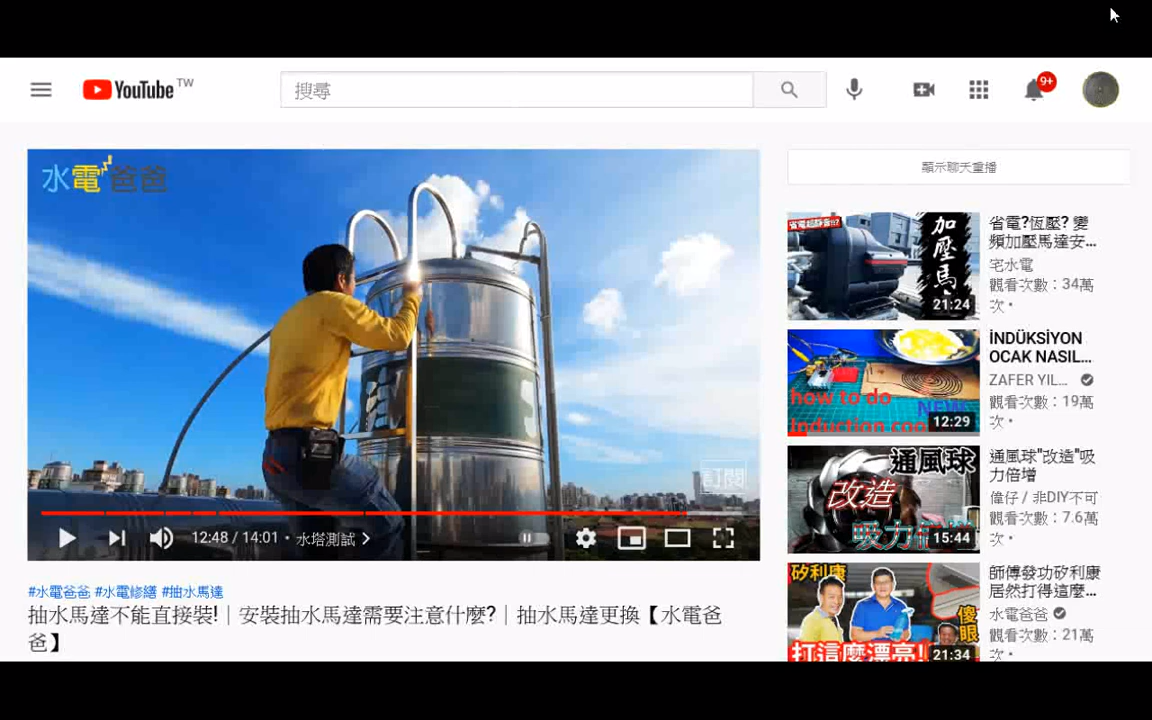 YouTube TW
搜尋
9+
水電爸爸
訂閱
12:48 / 14:01 · 水塔測試
#水電爸爸 #水電修繕 #抽水馬達
抽水馬達不能直接裝!｜安裝抽水馬達需要注意什麼?｜抽水馬達更換【水電爸
爸】
顯示聊天重播
加壓馬
21:24
省電?恆壓? 變
頻加壓馬達安...
宅水電
觀看次數：34萬
次 •
how to do
NEW
Induction coo
12:29
İNDÜKSİYON
OCAK NASIL...
ZAFER YIL...
觀看次數：19萬
次 •
通風球
改造
吸力倍增
15:44
通風球"改造"吸
力倍增
偉仔 / 非DIY不可
觀看次數：7.6萬
次 •
矽利康
傻眼
打這麼漂亮!
21:34
師傅發功矽利康
居然打得這麼...
水電爸爸
觀看次數：21萬
次 •